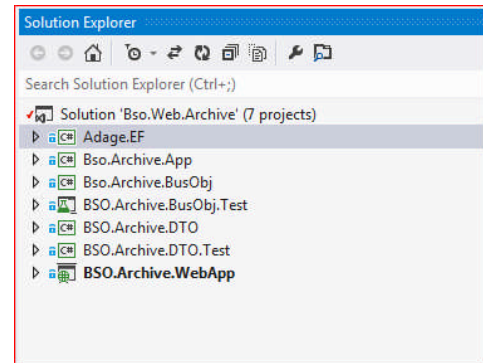 Solution Explorer
Search Solution Explorer (Ctrl+;)
Solution 'Bso.Web.Archive' (7 projects)
C# Adage.EF
C# Bso.Archive.App
C# Bso.Archive.BusObj
BSO.Archive.BusObj.Test
C# BSO.Archive.DTO
C# BSO.Archive.DTO.Test
BSO.Archive.WebApp